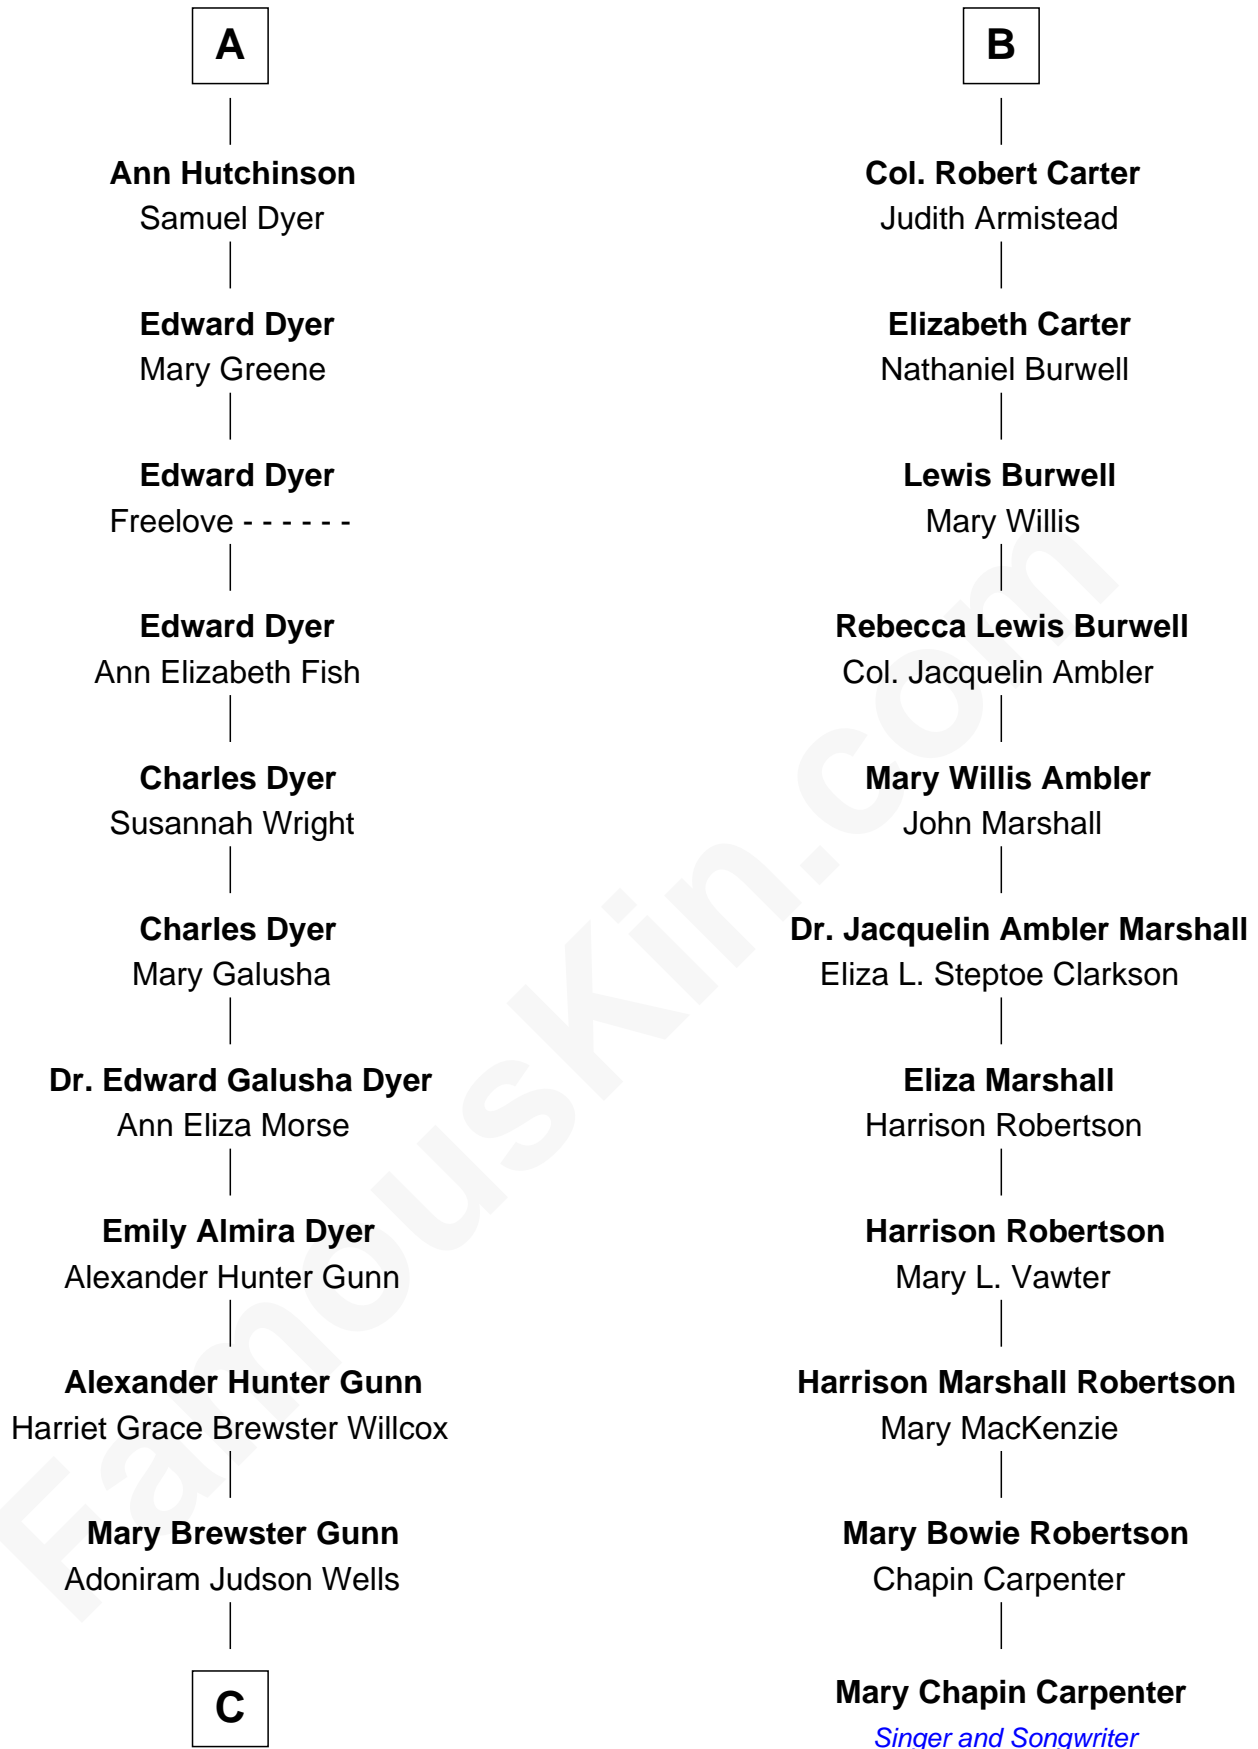 A
Ann Hutchinson
Samuel Dyer
Edward Dyer
Mary Greene
Edward Dyer
Freelove - - - - - -
Edward Dyer
Ann Elizabeth Fish
Charles Dyer
Susannah Wright
Charles Dyer
Mary Galusha
Dr. Edward Galusha Dyer
Ann Eliza Morse
Emily Almira Dyer
Alexander Hunter Gunn
Alexander Hunter Gunn
Harriet Grace Brewster Willcox
Mary Brewster Gunn
Adoniram Judson Wells
C
B
Col. Robert Carter
Judith Armistead
Elizabeth Carter
Nathaniel Burwell
Lewis Burwell
Mary Willis
Rebecca Lewis Burwell
Col. Jacquelin Ambler
Mary Willis Ambler
John Marshall
Dr. Jacquelin Ambler Marshall
Eliza L. Steptoe Clarkson
Eliza Marshall
Harrison Robertson
Harrison Robertson
Mary L. Vawter
Harrison Marshall Robertson
Mary MacKenzie
Mary Bowie Robertson
Chapin Carpenter
Mary Chapin Carpenter
Singer and Songwriter
FamousKin.com